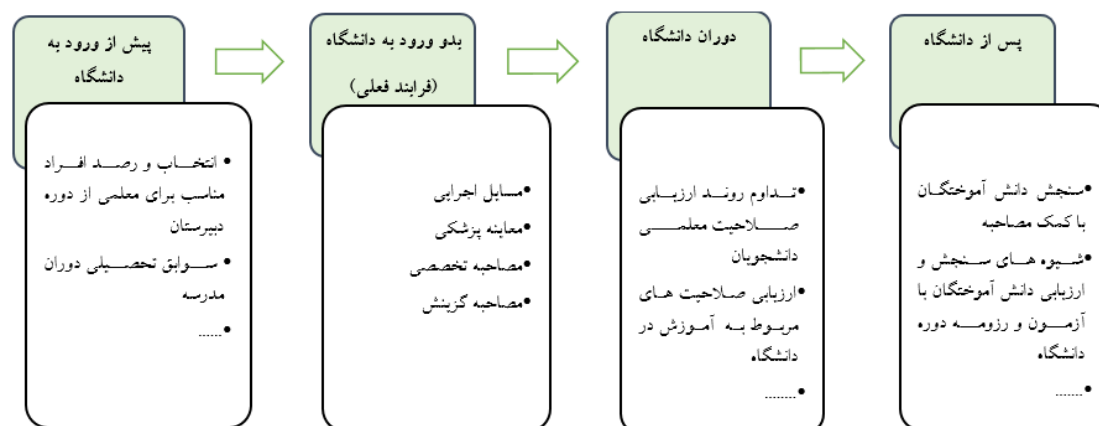 پیش از ورود به
دانشگاه
• انتخاب و رصد افراد
مناسب برای معلمی از دوره
دبیرستان
• سوابق تحصیلی دوران
مدرسه
• ......
بدو ورود به دانشگاه
(فرایند فعلی)
•مسایل اجرایی
•معاینه پزشکی
•مصاحبه تخصصی
•مصاحبه گزینش
دوران دانشگاه
•تداوم روند ارزیابی
صلاحیت معلمی
دانشجویان
•ارزیابی صلاحیت های
مربوط به آموزش در
دانشگاه
•........
پس از دانشگاه
•سنجش دانش آموختگان
با کمک مصاحبه
•شیوه های سنجش و
ارزیابی دانش آموختگان با
آزمون و رزومه دوره
دانشگاه
•.......